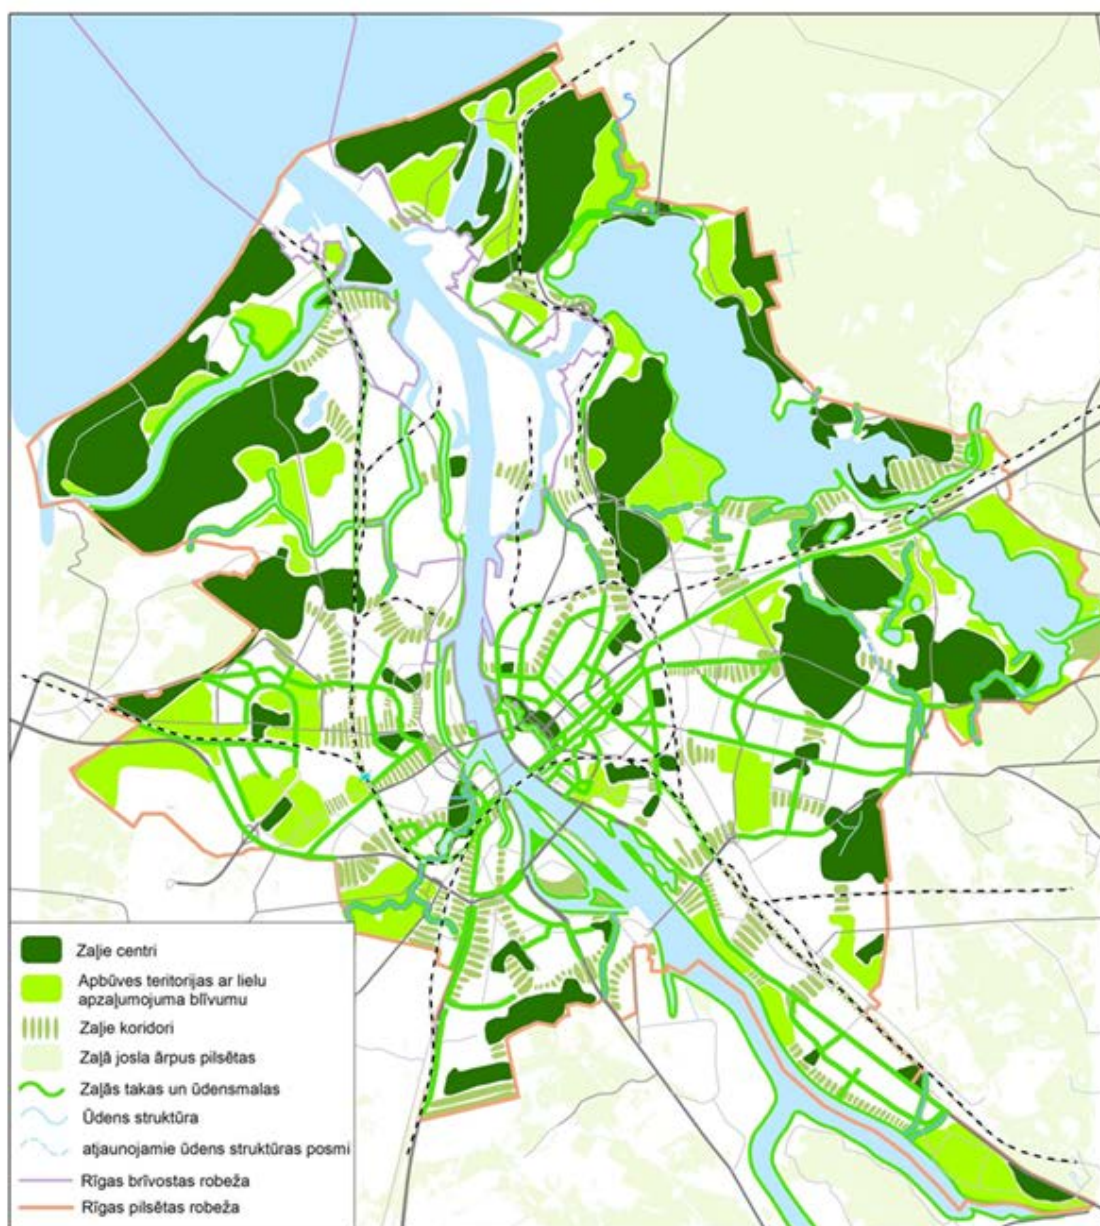 Zaļie centri
Apbūves teritorijas ar lielu
apzaļumojuma blīvumu
Zaļie koridori
Zaļā josla ārpus pilsētas
Zaļās takas un ūdensmalas
Ūdens struktūra
atjaunojamie ūdens struktūras posmi
Rīgas brīvostas robeža
Rīgas pilsētas robeža